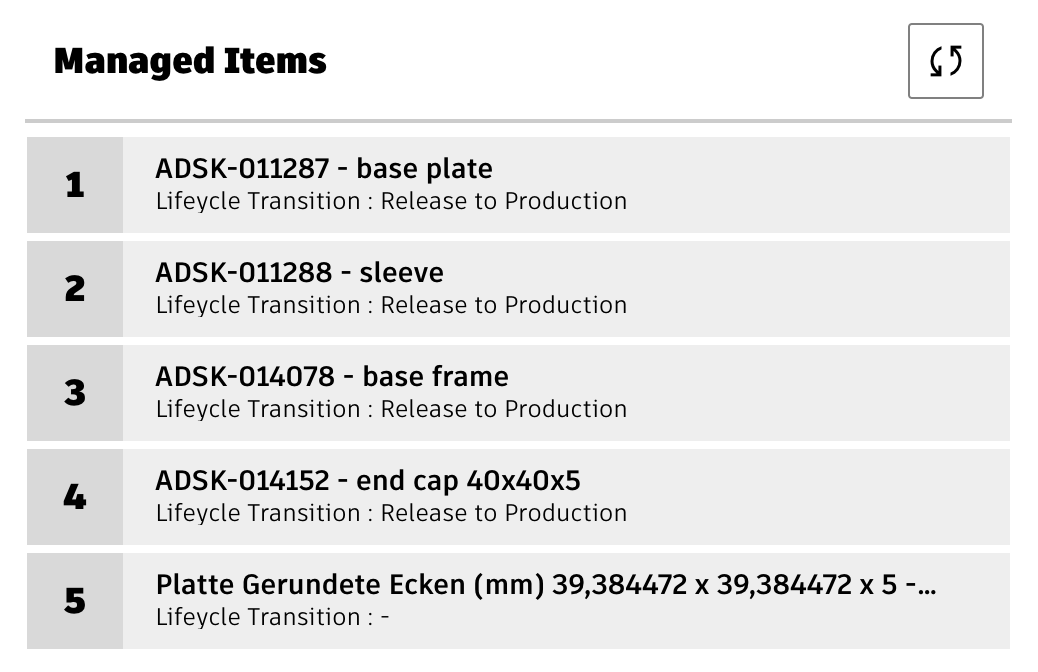 Managed Items
1
ADSK-011287 - base plate
Lifeycle Transition : Release to Production
2
ADSK-011288 - sleeve
Lifeycle Transition : Release to Production
3
ADSK-014078 - base frame
Lifeycle Transition : Release to Production
4
ADSK-014152 - end cap 40x40x5
Lifeycle Transition : Release to Production
5
Platte Gerundete Ecken (mm) 39,384472 x 39,384472 x 5 -...
Lifeycle Transition : -